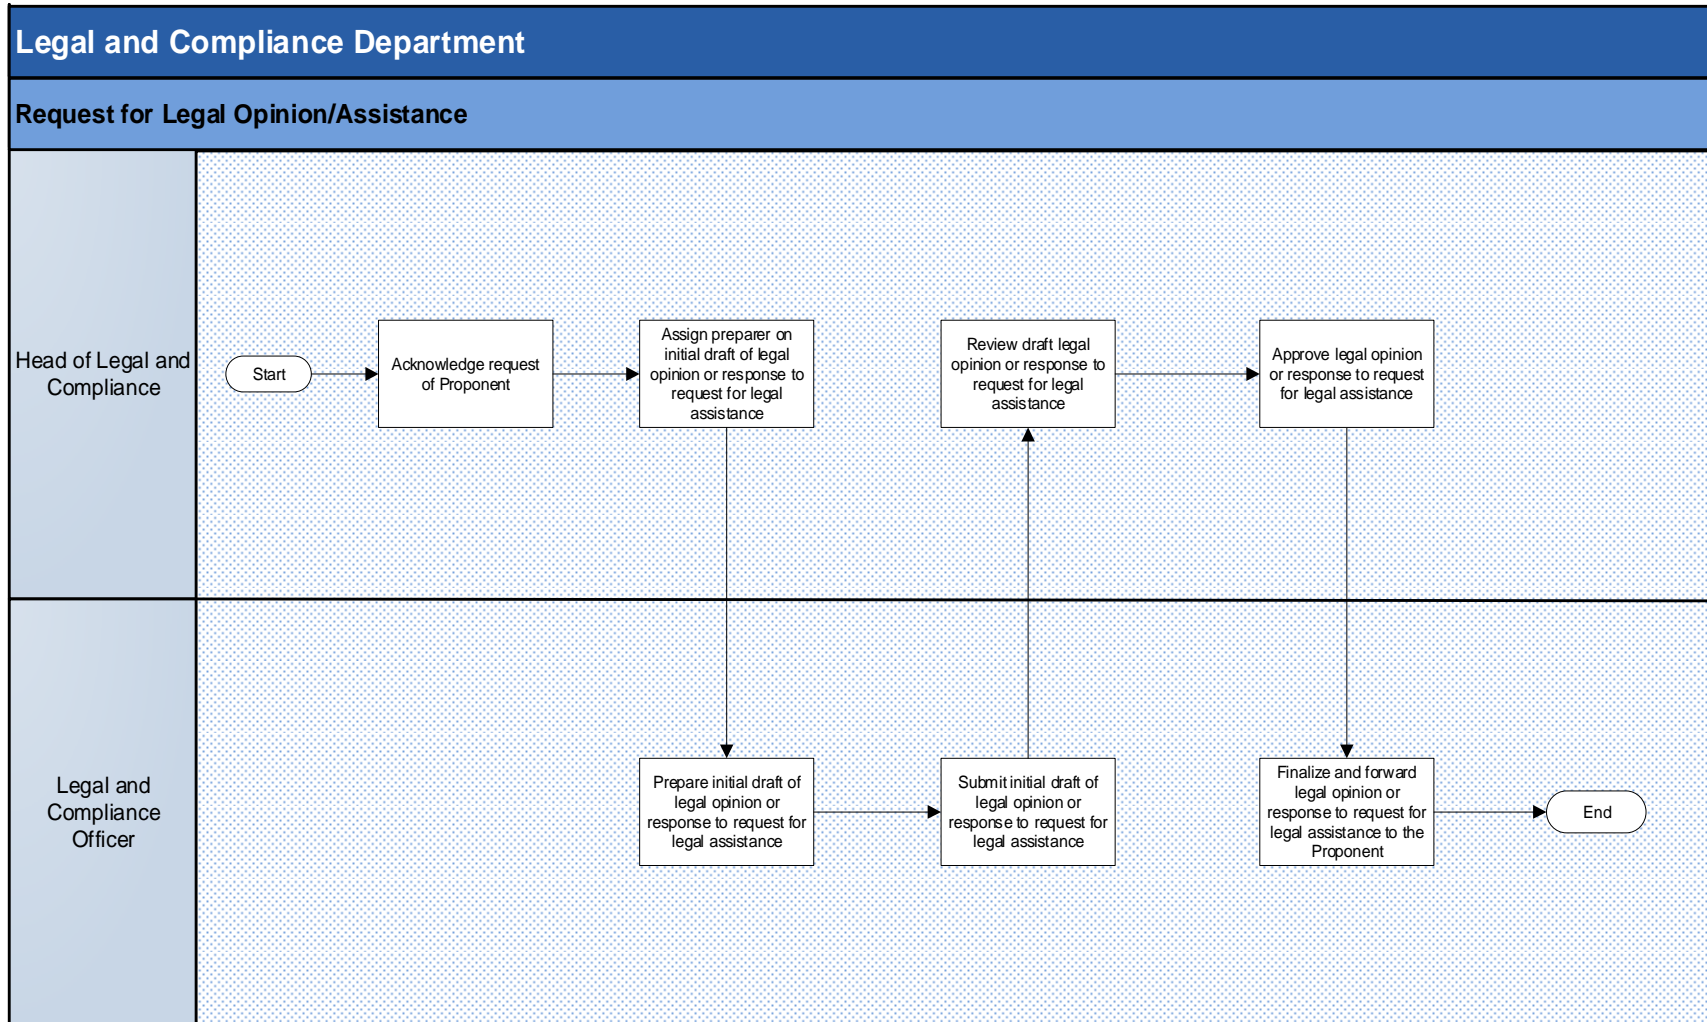 Legal and Compliance Department
Request for Legal Opinion/Assistance
Head of Legal and
Compliance
Start
Acknowledge request
of Proponent
Assign preparer on
initial draft of legal
opinion or response to
request for legal
assistance
Review draft legal
opinion or response to
request for legal
assistance
Approve legal opinion
or response to request
for legal assistance
Legal and
Compliance
Officer
Prepare initial draft of
legal opinion or
response to request for
legal assistance
Submit initial draft of
legal opinion or
response to request for
legal assistance
Finalize and forward
legal opinion or
response to request for
legal assistance to the
Proponent
End